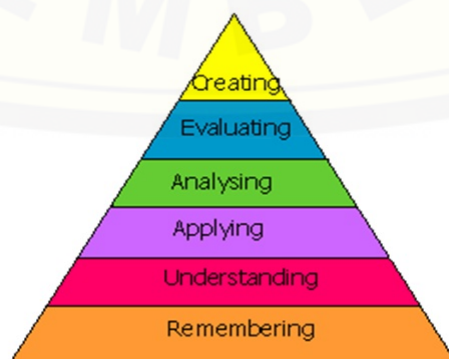 Creating
Evaluating
Analysing
Applying
Understanding
Remembering